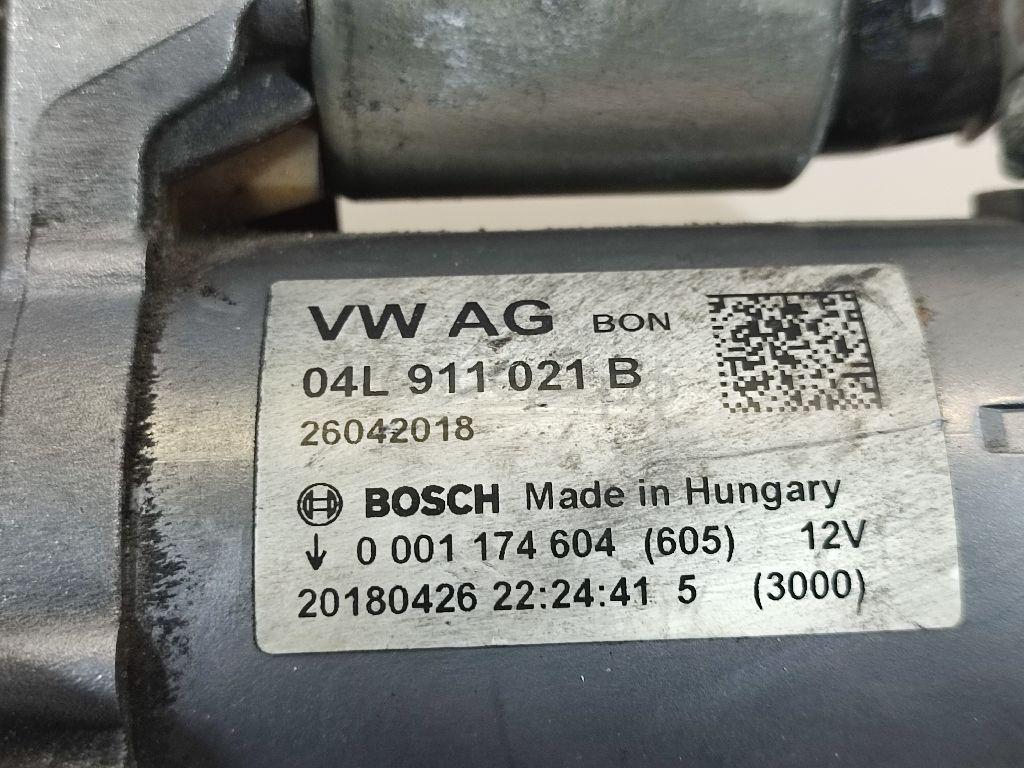 VW AG BON
04L 911 021 B
26042018
BOSCH Made in Hungary
↓ 0 001 174 604 (605) 12V
20180426 22:24:41 5 (3000)